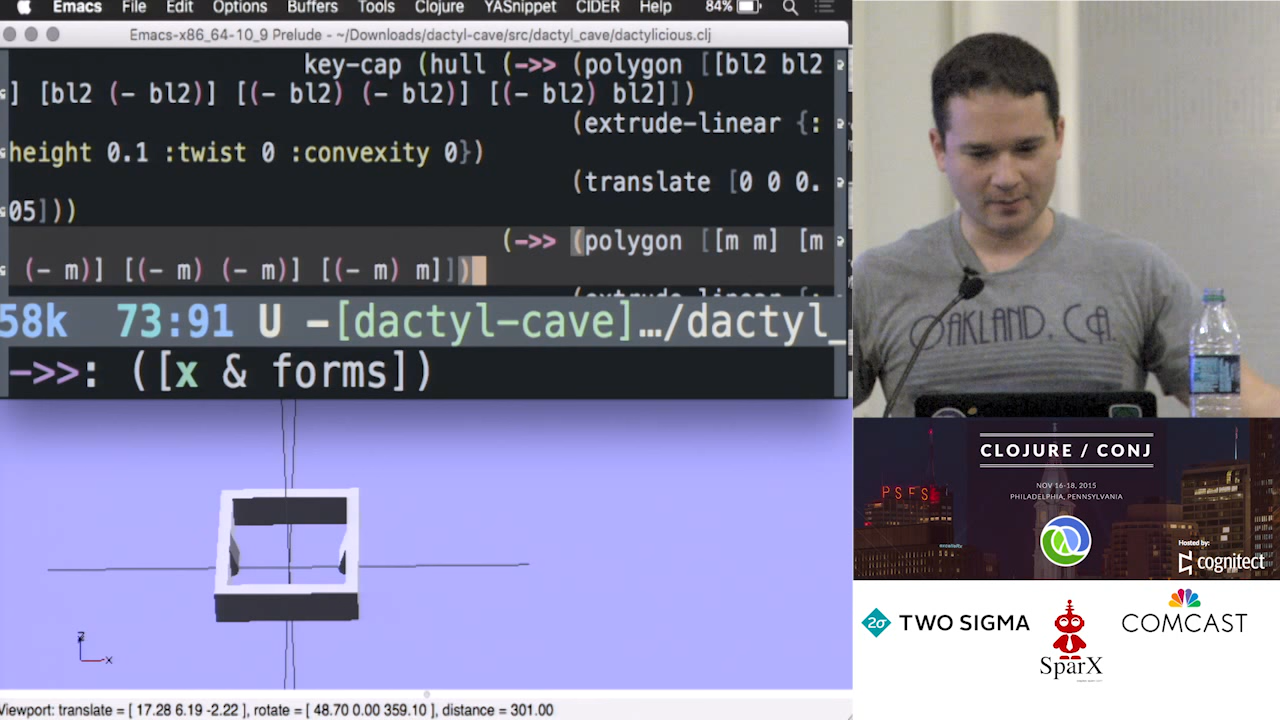 Emacs File Edit Options Buffers Tools Clojure YASnippet CIDER Help 84%
Emacs-x86_64-10_9 Prelude - ~/Downloads/dactyl-cave/src/dactyl_cave/dactylicious.clj
key-cap (hull (->> (polygon [[bl2 bl2
] [bl2 (- bl2)] [(- bl2) (- bl2)] [(- bl2) bl2]])
(extrude-linear {:
height 0.1 :twist 0 :convexity 0})
(translate [0 0 0.
05]))
(->> (polygon [[m m] [m
(- m)] [(- m) (- m)] [(- m) m]])
(extrude-linear {:
58k 73:91 U -[dactyl-cave]…/dactyl_
->>: ([x & forms])
z
x
Viewport: translate = [ 17.28 6.19 -2.22 ], rotate = [ 48.70 0.00 359.10 ], distance = 301.00
OAKLAND, CA.
CLOJURE / CONJ
NOV 16-18, 2015
PHILADELPHIA, PENNSYLVANIA
PSFS
Hosted by:
cognitect
2σ TWO SIGMA
SparX
COMCAST